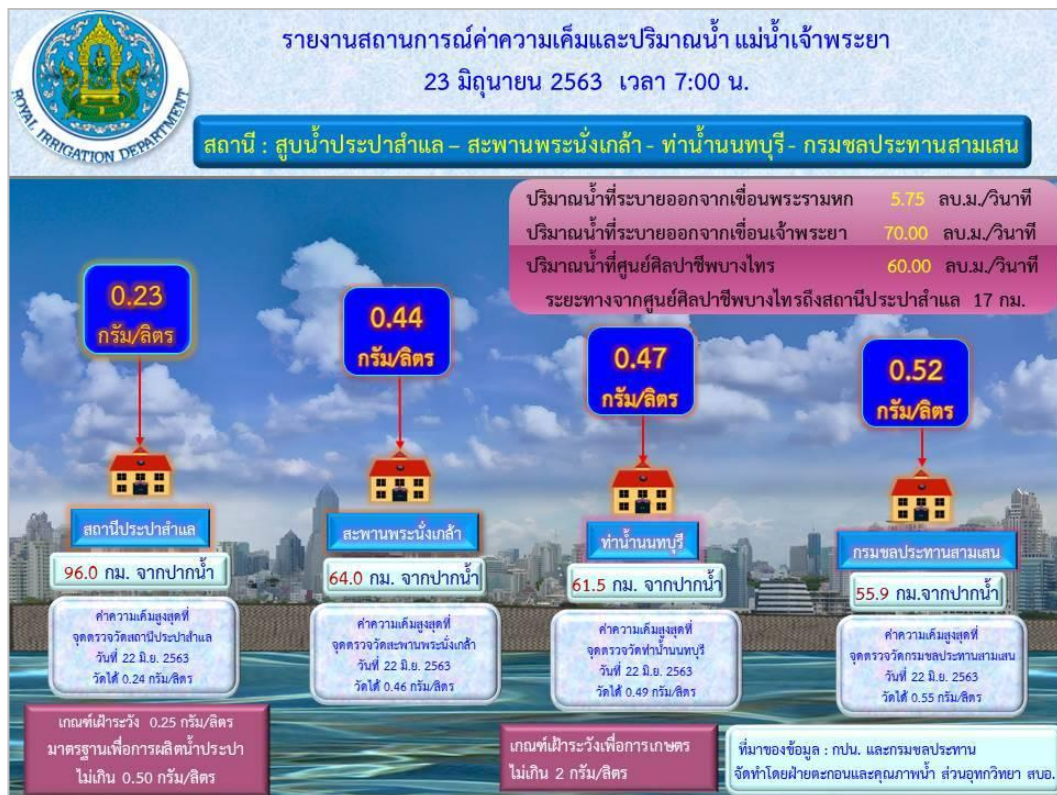 รายงานสถานการณ์ค่าความเค็มและปริมาณน้ำ แม่น้ำเจ้าพระยา
23 มิถุนายน 2563 เวลา 7:00 น.
ROYAL IRRIGATION DEPARTMENT
สถานี : สูบน้ำประปาสำแล – สะพานพระนั่งเกล้า - ท่าน้ำนนทบุรี - กรมชลประทานสามเสน
ปริมาณน้ำที่ระบายออกจากเขื่อนพระรามหก 5.75 ลบ.ม./วินาที
ปริมาณน้ำที่ระบายออกจากเขื่อนเจ้าพระยา 70.00 ลบ.ม./วินาที
ปริมาณน้ำที่ศูนย์ศิลปาชีพบางไทร 60.00 ลบ.ม./วินาที
ระยะทางจากศูนย์ศิลปาชีพบางไทรถึงสถานีประปาสำแล 17 กม.
0.23
กรัม/ลิตร
สถานีประปาสำแล
96.0 กม. จากปากน้ำ
ค่าความเค็มสูงสุดที่
จุดตรวจวัดสถานีประปาสำแล
วันที่ 22 มิ.ย. 2563
วัดได้ 0.24 กรัม/ลิตร
0.44
กรัม/ลิตร
สะพานพระนั่งเกล้า
64.0 กม. จากปากน้ำ
ค่าความเค็มสูงสุดที่
จุดตรวจวัดสะพานพระนั่งเกล้า
วันที่ 22 มิ.ย. 2563
วัดได้ 0.46 กรัม/ลิตร
0.47
กรัม/ลิตร
ท่าน้ำนนทบุรี
61.5 กม. จากปากน้ำ
ค่าความเค็มสูงสุดที่
จุดตรวจวัดท่าน้ำนนทบุรี
วันที่ 22 มิ.ย. 2563
วัดได้ 0.49 กรัม/ลิตร
0.52
กรัม/ลิตร
กรมชลประทานสามเสน
55.9 กม.จากปากน้ำ
ค่าความเค็มสูงสุดที่
จุดตรวจวัดกรมชลประทานสามเสน
วันที่ 22 มิ.ย. 2563
วัดได้ 0.55 กรัม/ลิตร
เกณฑ์เฝ้าระวัง 0.25 กรัม/ลิตร
มาตรฐานเพื่อการผลิตน้ำประปา
ไม่เกิน 0.50 กรัม/ลิตร
เกณฑ์เฝ้าระวังเพื่อการเกษตร
ไม่เกิน 2 กรัม/ลิตร
ที่มาของข้อมูล : กปน. และกรมชลประทาน
จัดทำโดยฝ่ายตะกอนและคุณภาพน้ำ ส่วนอุทกวิทยา สบอ.